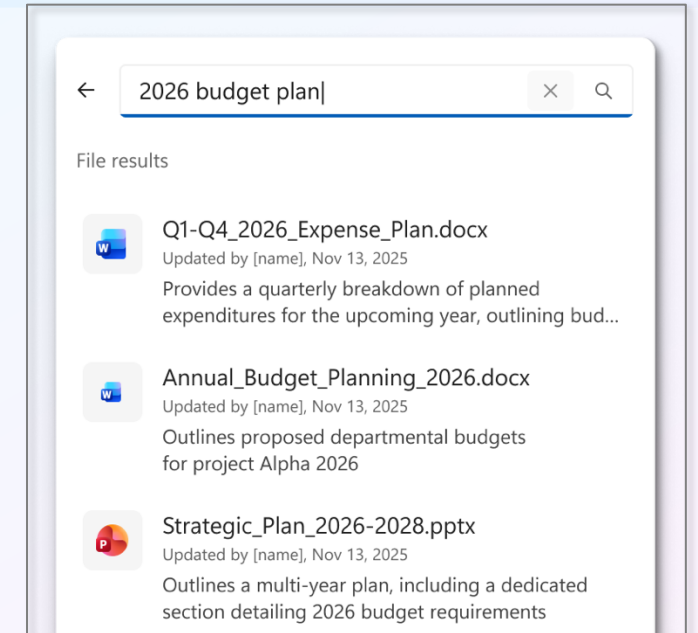 2026 budget plan
File results
Q1-Q4_2026_Expense_Plan.docx
Updated by [name], Nov 13, 2025
Provides a quarterly breakdown of planned
expenditures for the upcoming year, outlining bud...
W
Annual_Budget_Planning_2026.docx
Updated by [name], Nov 13, 2025
Outlines proposed departmental budgets
for project Alpha 2026
W
Strategic_Plan_2026-2028.pptx
Updated by [name], Nov 13, 2025
Outlines a multi-year plan, including a dedicated
section detailing 2026 budget requirements
P